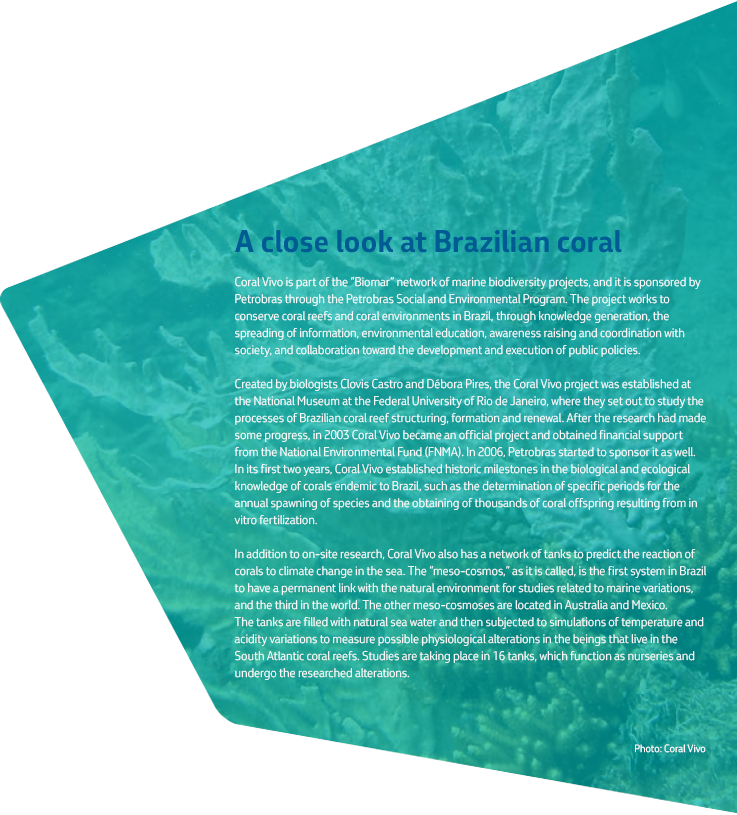 A close look at Brazilian coral
Coral Vivo is part of the “Biomar” network of marine biodiversity projects, and it is sponsored by
Petrobras through the Petrobras Social and Environmental Program. The project works to
conserve coral reefs and coral environments in Brazil, through knowledge generation, the
spreading of information, environmental education, awareness raising and coordination with
society, and collaboration toward the development and execution of public policies.
Created by biologists Clovis Castro and Débora Pires, the Coral Vivo project was established at
the National Museum at the Federal University of Rio de Janeiro, where they set out to study the
processes of Brazilian coral reef structuring, formation and renewal. After the research had made
some progress, in 2003 Coral Vivo became an official project and obtained financial support
from the National Environmental Fund (FNMA). In 2006, Petrobras started to sponsor it as well.
In its first two years, Coral Vivo established historic milestones in the biological and ecological
knowledge of corals endemic to Brazil, such as the determination of specific periods for the
annual spawning of species and the obtaining of thousands of coral offspring resulting from in
vitro fertilization.
In addition to on-site research, Coral Vivo also has a network of tanks to predict the reaction of
corals to climate change in the sea. The “meso-cosmos,” as it is called, is the first system in Brazil
to have a permanent link with the natural environment for studies related to marine variations,
and the third in the world. The other meso-cosmoses are located in Australia and Mexico.
The tanks are filled with natural sea water and then subjected to simulations of temperature and
acidity variations to measure possible physiological alterations in the beings that live in the
South Atlantic coral reefs. Studies are taking place in 16 tanks, which function as nurseries and
undergo the researched alterations.
Photo: Coral Vivo